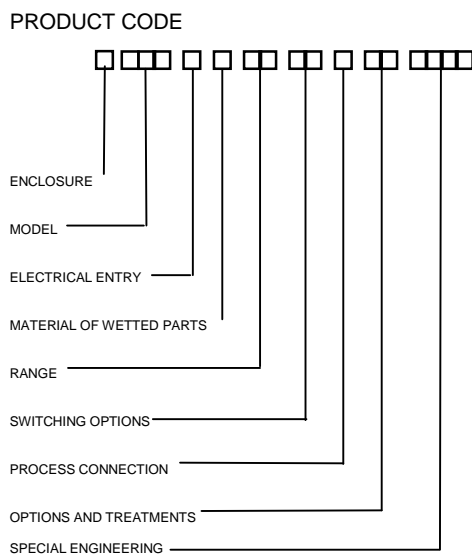 PRODUCT CODE
ENCLOSURE
MODEL
ELECTRICAL ENTRY
MATERIAL OF WETTED PARTS
RANGE
SWITCHING OPTIONS
PROCESS CONNECTION
OPTIONS AND TREATMENTS
SPECIAL ENGINEERING